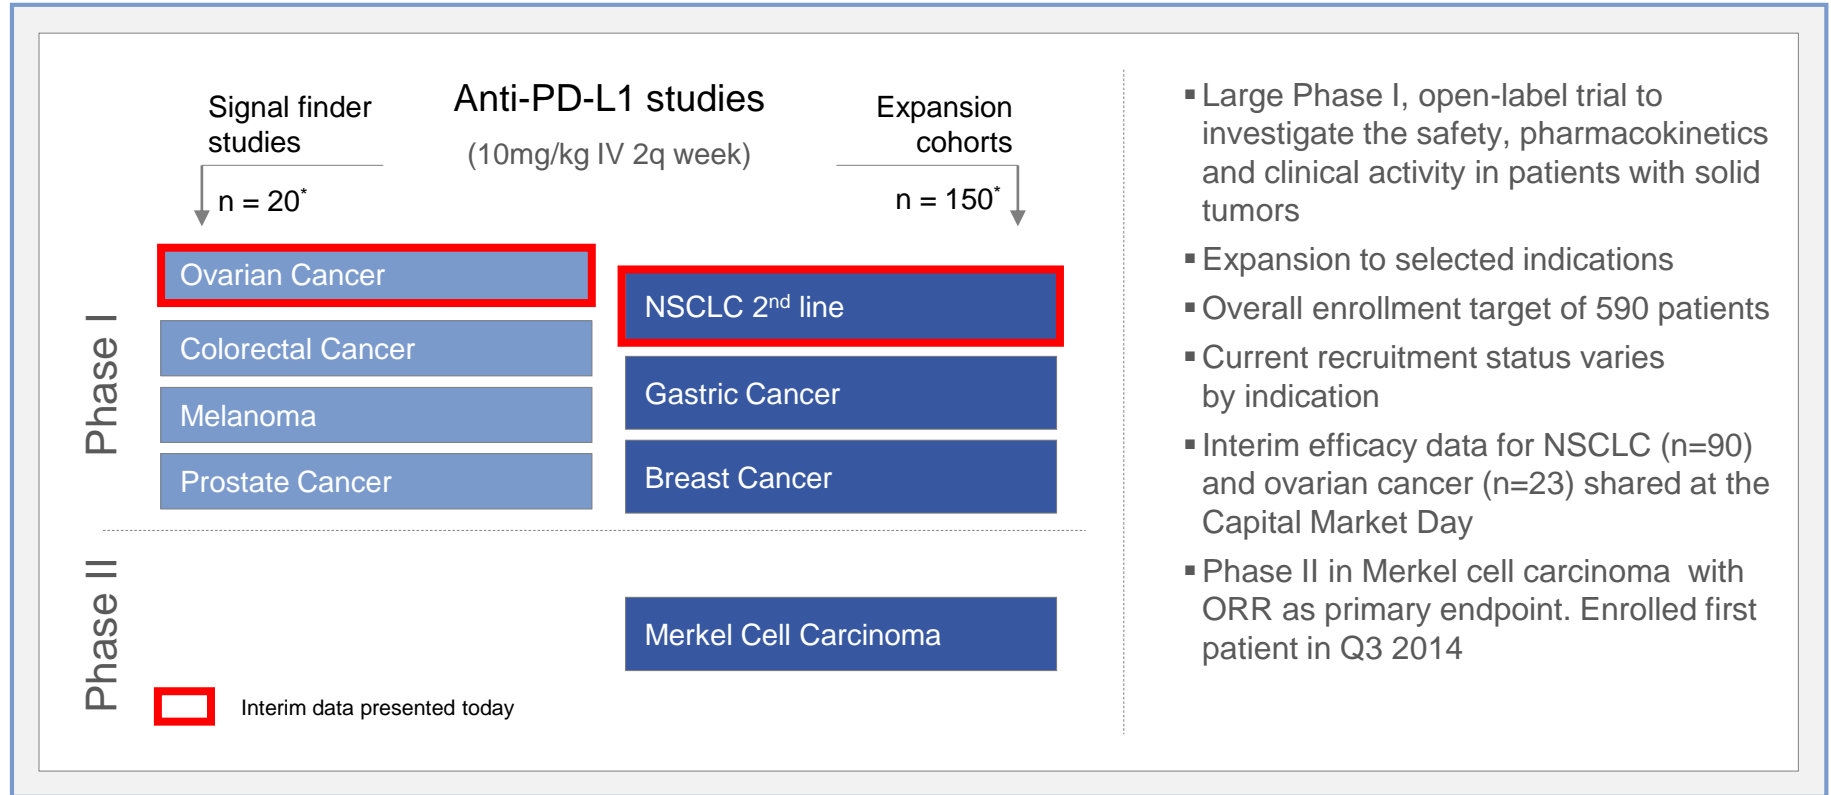 Anti-PD-L1 studies
(10mg/kg IV 2q week)
Signal finder
studies
n = 20*
Expansion
cohorts
n = 150*
Phase I
Ovarian Cancer
Colorectal Cancer
Melanoma
Prostate Cancer
NSCLC 2nd line
Gastric Cancer
Breast Cancer
Phase II
Merkel Cell Carcinoma
Interim data presented today
▪ Large Phase I, open-label trial to
investigate the safety, pharmacokinetics
and clinical activity in patients with solid
tumors
▪ Expansion to selected indications
▪ Overall enrollment target of 590 patients
▪ Current recruitment status varies
by indication
▪ Interim efficacy data for NSCLC (n=90)
and ovarian cancer (n=23) shared at the
Capital Market Day
▪ Phase II in Merkel cell carcinoma  with
ORR as primary endpoint. Enrolled first
patient in Q3 2014